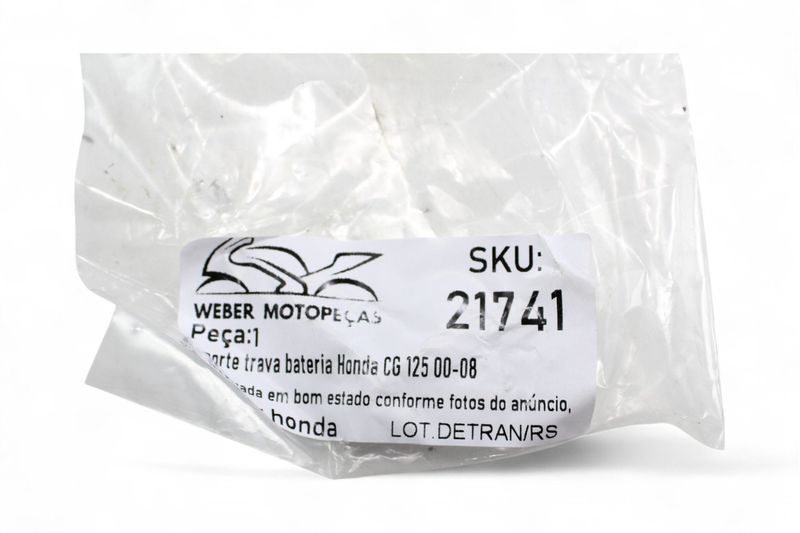 SKU:
21741
WEBER MOTOPEÇAS
Peça:1
trava bateria Honda CG 125 00-08
em bom estado conforme fotos do anúncio,
honda LOT.DETRAN/RS